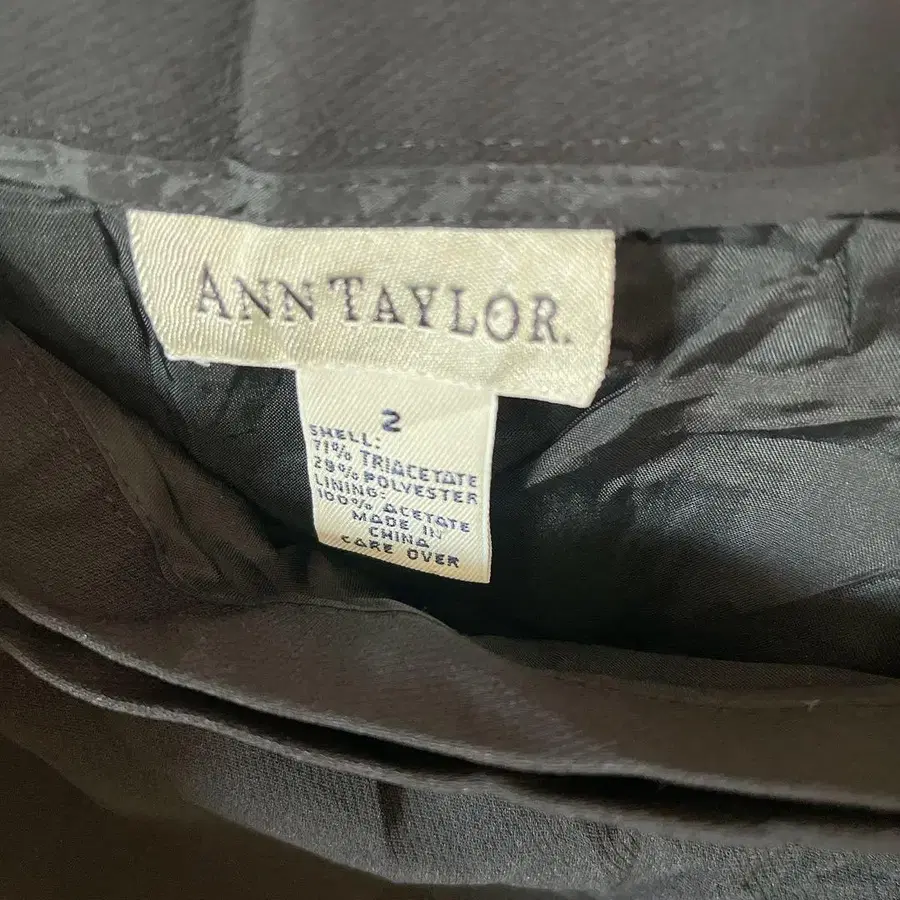 ANN TAYLOR.
2
SHELL:
71% TRIACETATE
29% POLYESTER
LINING:
100% ACETATE
MADE IN
CHINA
CARE OVER